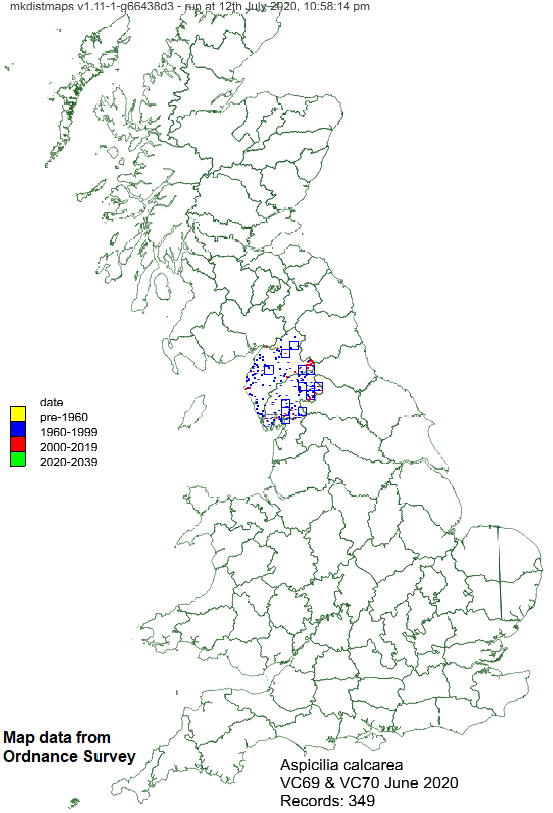 mkdistmaps v1.11-1-g66438d3 - run at 12th July 2020, 10:58:14 pm
date
pre-1960
1960-1999
2000-2019
2020-2039
Map data from
Ordnance Survey
Aspicilia calcarea
VC69 & VC70 June 2020
Records: 349